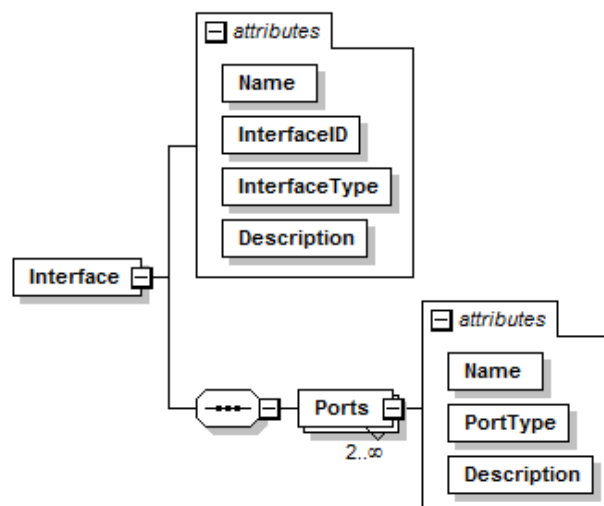 attributes
Name
InterfaceID
InterfaceType
Description
Interface
attributes
Name
Ports
PortType
2..∞
Description